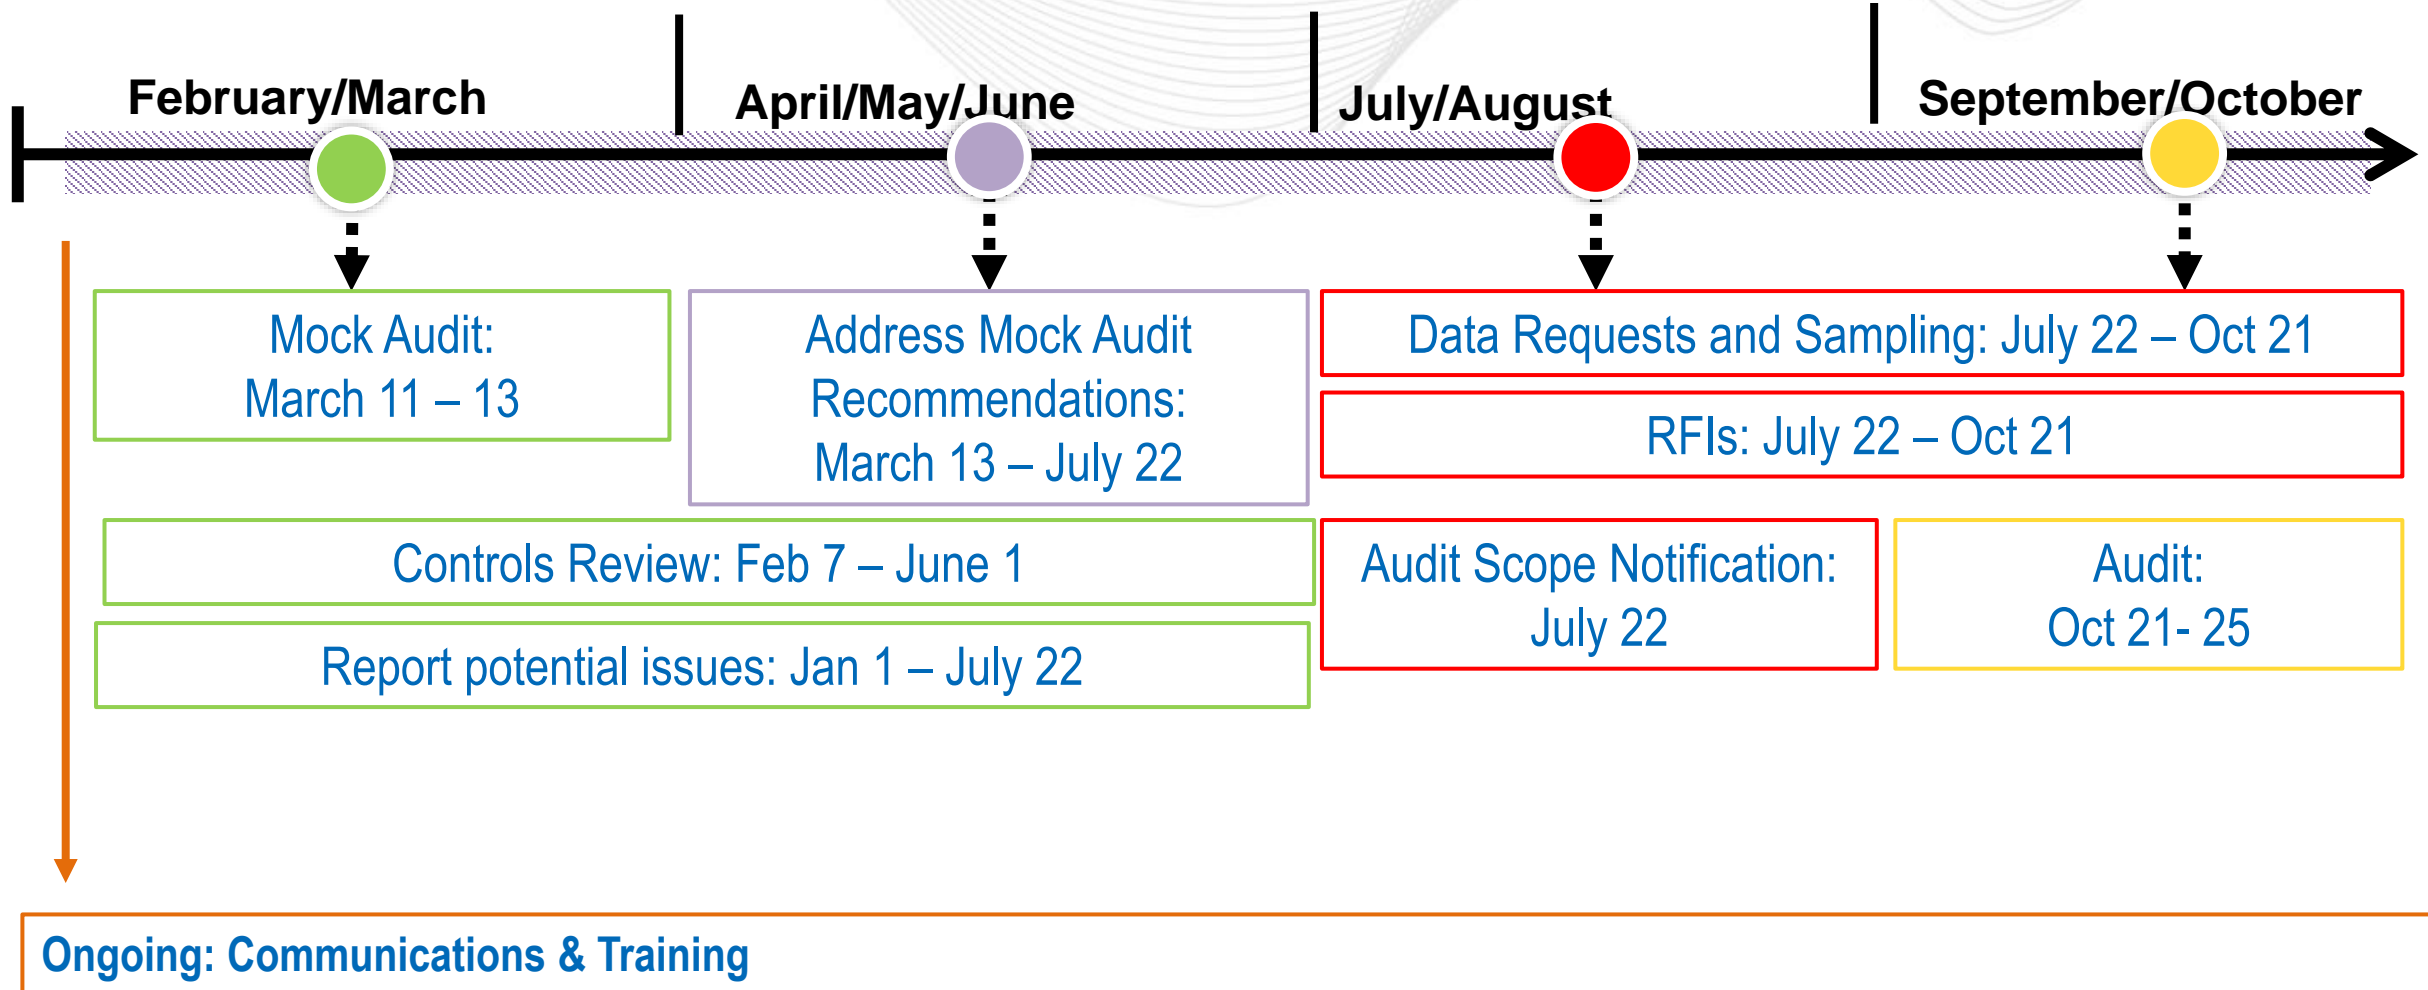 February/March
April/May/June
July/August
September/October
Mock Audit:
March 11 – 13
Address Mock Audit
Recommendations:
March 13 – July 22
Data Requests and Sampling: July 22 – Oct 21
RFIs: July 22 – Oct 21
Controls Review: Feb 7 – June 1
Report potential issues: Jan 1 – July 22
Audit Scope Notification:
July 22
Audit:
Oct 21- 25
Ongoing: Communications & Training